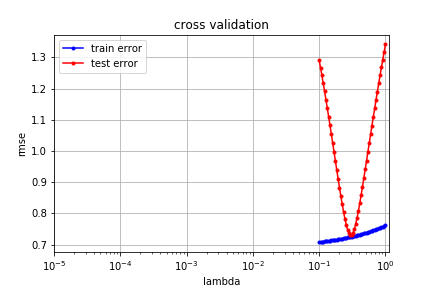 cross validation
train error
test error
1.3
1.2
1.1
1.0
0.9
0.8
0.7
rmse
10⁻⁵
10⁻⁴
10⁻³
10⁻²
10⁻¹
10⁰
lambda